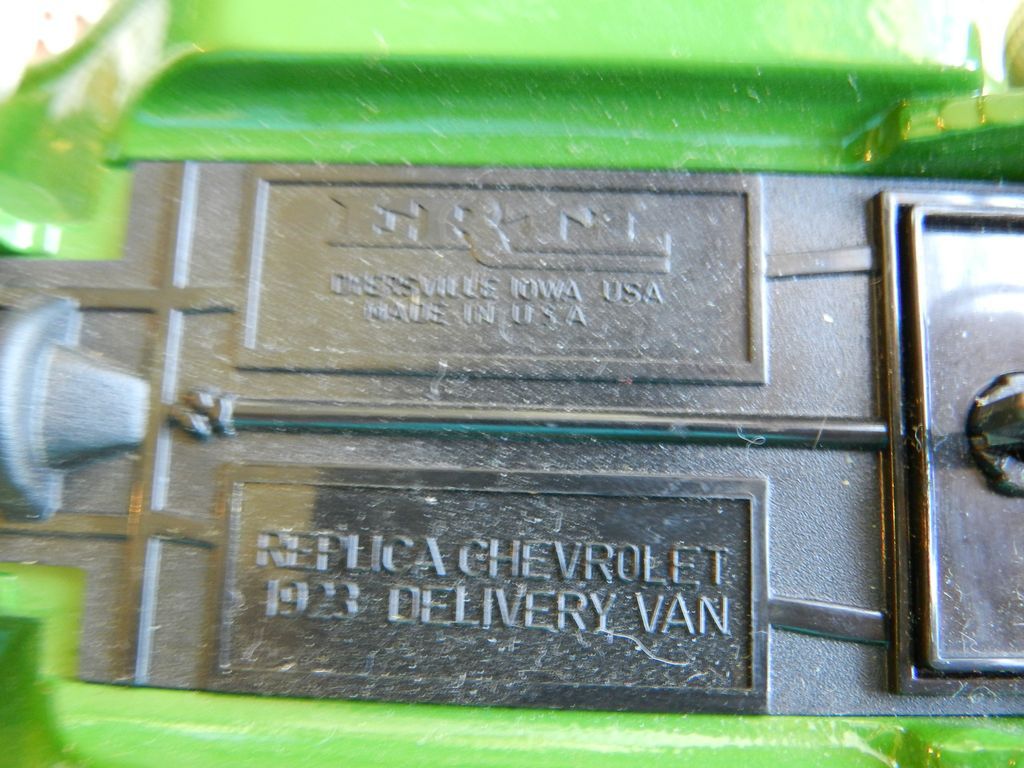 ERTL
DYERSVILLE IOWA USA
MADE IN U.S.A
REPLICA CHEVROLET
1923 DELIVERY VAN